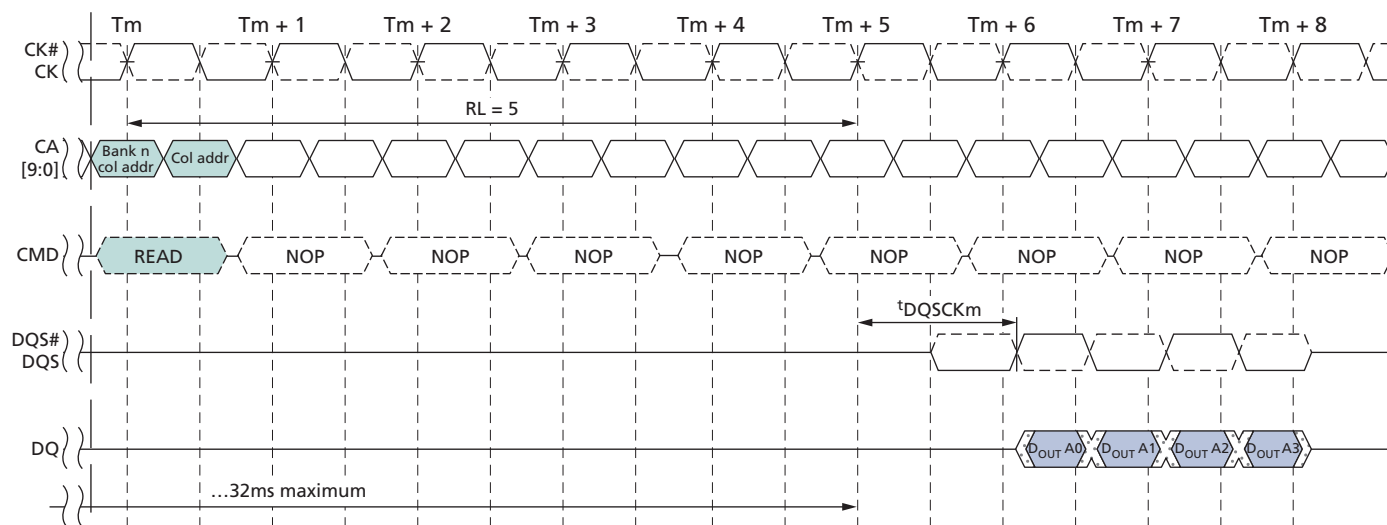 Tm Tm + 1 Tm + 2 Tm + 3 Tm + 4 Tm + 5 Tm + 6 Tm + 7 Tm + 8
CK#
CK
RL = 5
CA
[9:0]
Bank n
col addr
Col addr
CMD
READ NOP NOP NOP NOP NOP NOP NOP NOP
tDQSCKm
DQS#
DQS
DQ
DOUT A0 DOUT A1 DOUT A2 DOUT A3
…32ms maximum